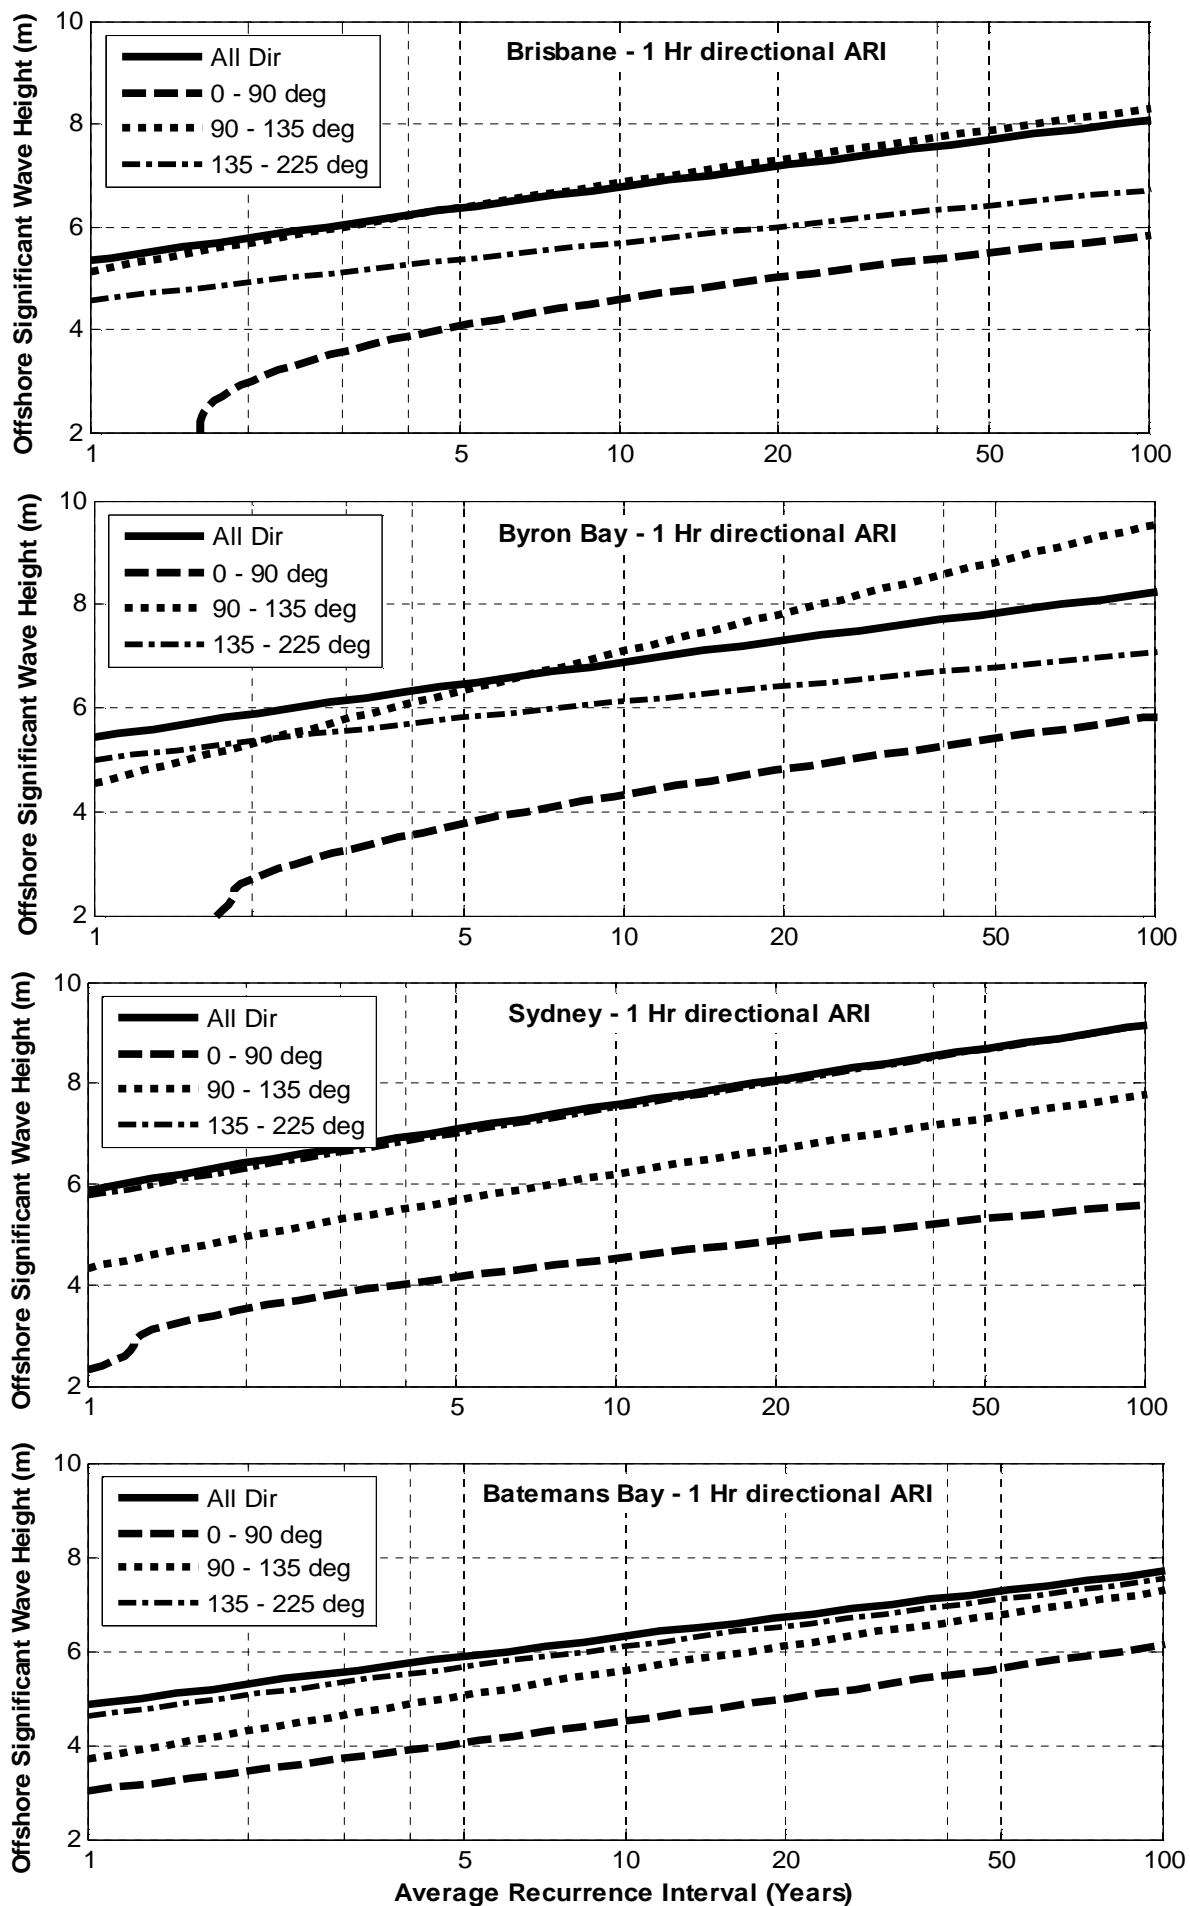 Offshore Significant Wave Height (m)
10
8
6
4
2
All Dir
0 - 90 deg
90 - 135 deg
135 - 225 deg
Brisbane - 1 Hr directional ARI
1 5 10 20 50 100
Offshore Significant Wave Height (m)
10
8
6
4
2
All Dir
0 - 90 deg
90 - 135 deg
135 - 225 deg
Byron Bay - 1 Hr directional ARI
1 5 10 20 50 100
Offshore Significant Wave Height (m)
10
8
6
4
2
All Dir
0 - 90 deg
90 - 135 deg
135 - 225 deg
Sydney - 1 Hr directional ARI
1 5 10 20 50 100
Offshore Significant Wave Height (m)
10
8
6
4
2
All Dir
0 - 90 deg
90 - 135 deg
135 - 225 deg
Batemans Bay - 1 Hr directional ARI
1 5 10 20 50 100
Average Recurrence Interval (Years)